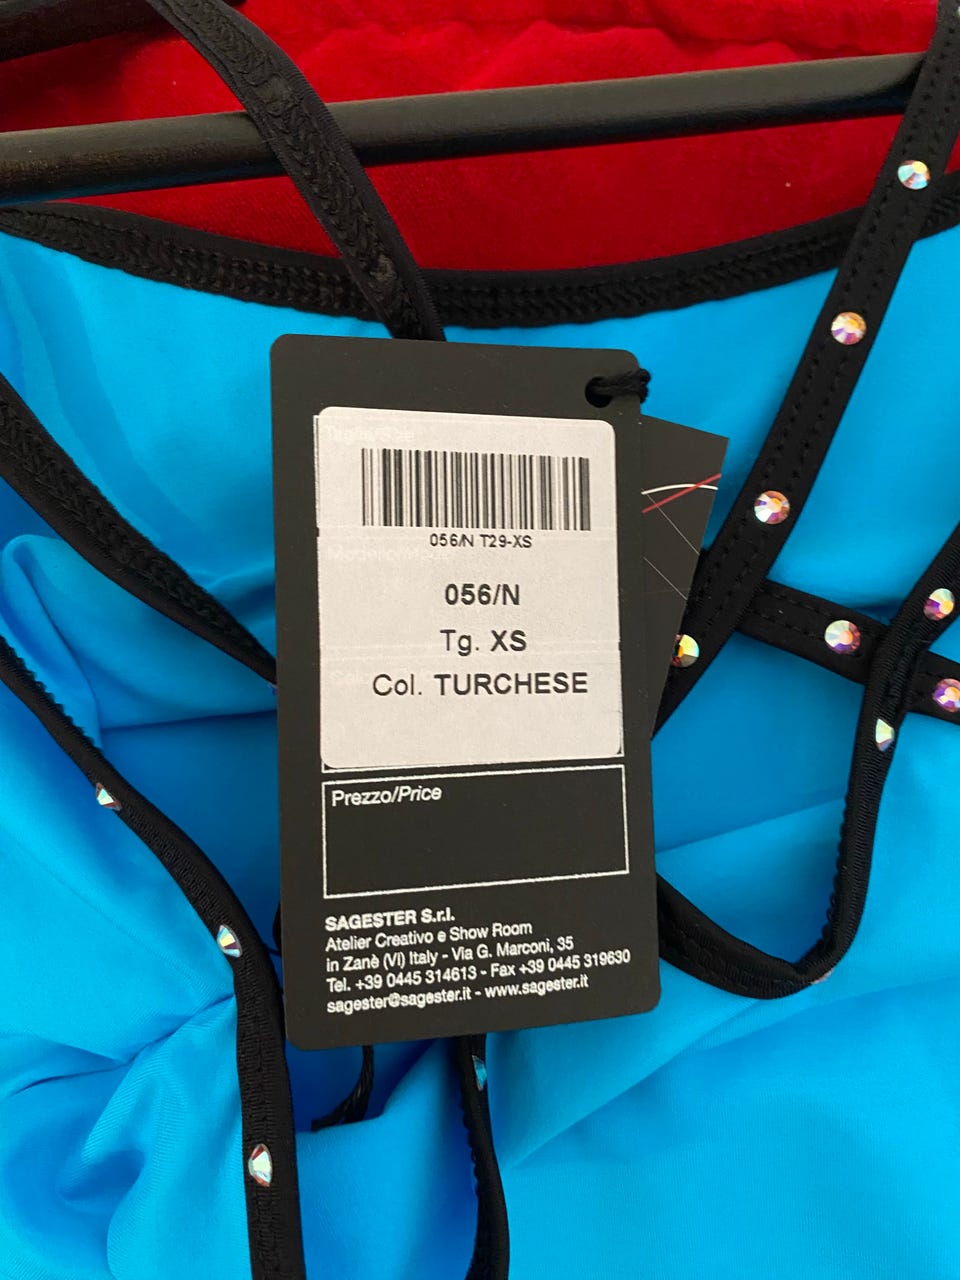 Taglia/Size
056/N T29-XS
Modello/Model
056/N
Tg. XS
Col. TURCHESE
Prezzo/Price
SAGESTER S.r.l.
Atelier Creativo e Show Room
in Zanè (VI) Italy - Via G. Marconi, 35
Tel. +39 0445 314613 - Fax +39 0445 319630
sagester@sagester.it - www.sagester.it